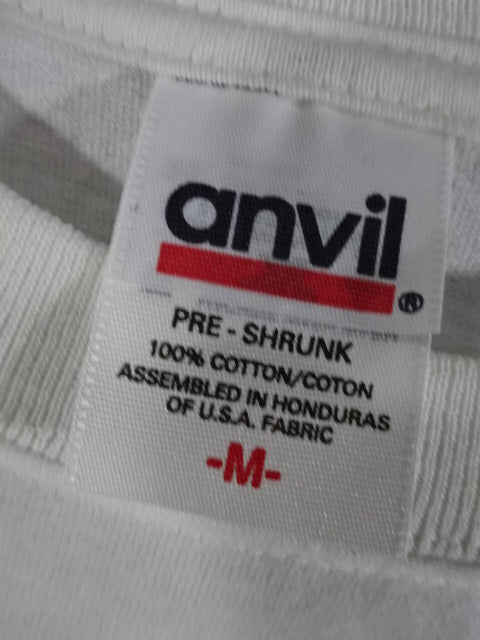 anvil®
PRE - SHRUNK
100% COTTON/COTON
ASSEMBLED IN HONDURAS
OF U.S.A. FABRIC
-M-